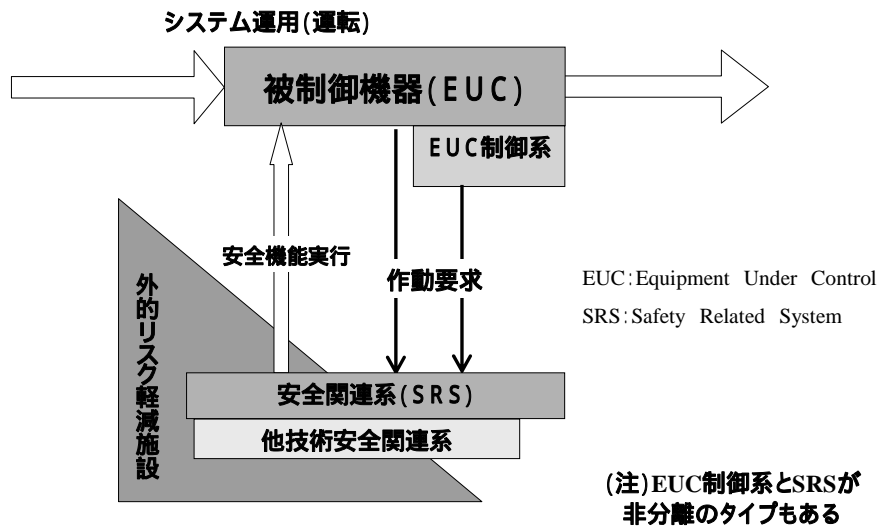 システム運用(運転)
被制御機器(EUC)
EUC制御系
安全機能実行
作動要求
外的リスク軽減施設
EUC:Equipment Under Control
SRS:Safety Related System
安全関連系(SRS)
他技術安全関連系
(注)EUC制御系とSRSが
非分離のタイプもある